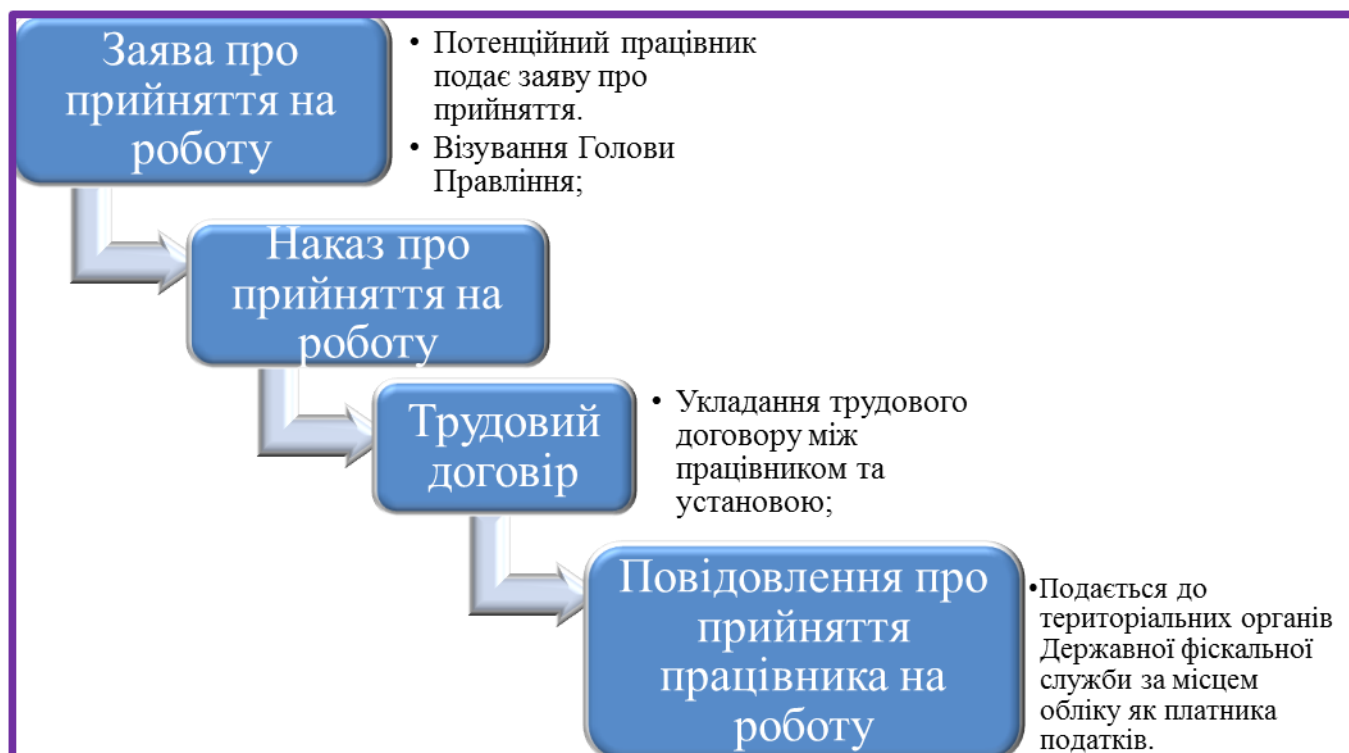 Заява про
прийняття на
роботу
• Потенційний працівник
подає заяву про
прийняття.
• Візування Голови
Правління;
Наказ про
прийняття на
роботу
Трудовий
договір
• Укладання трудового
договору між
працівником та
установою;
Повідовлення про
прийняття
працівника на
роботу
•Подається до
територіальних органів
Державної фіскальної
служби за місцем
обліку як платника
податків.